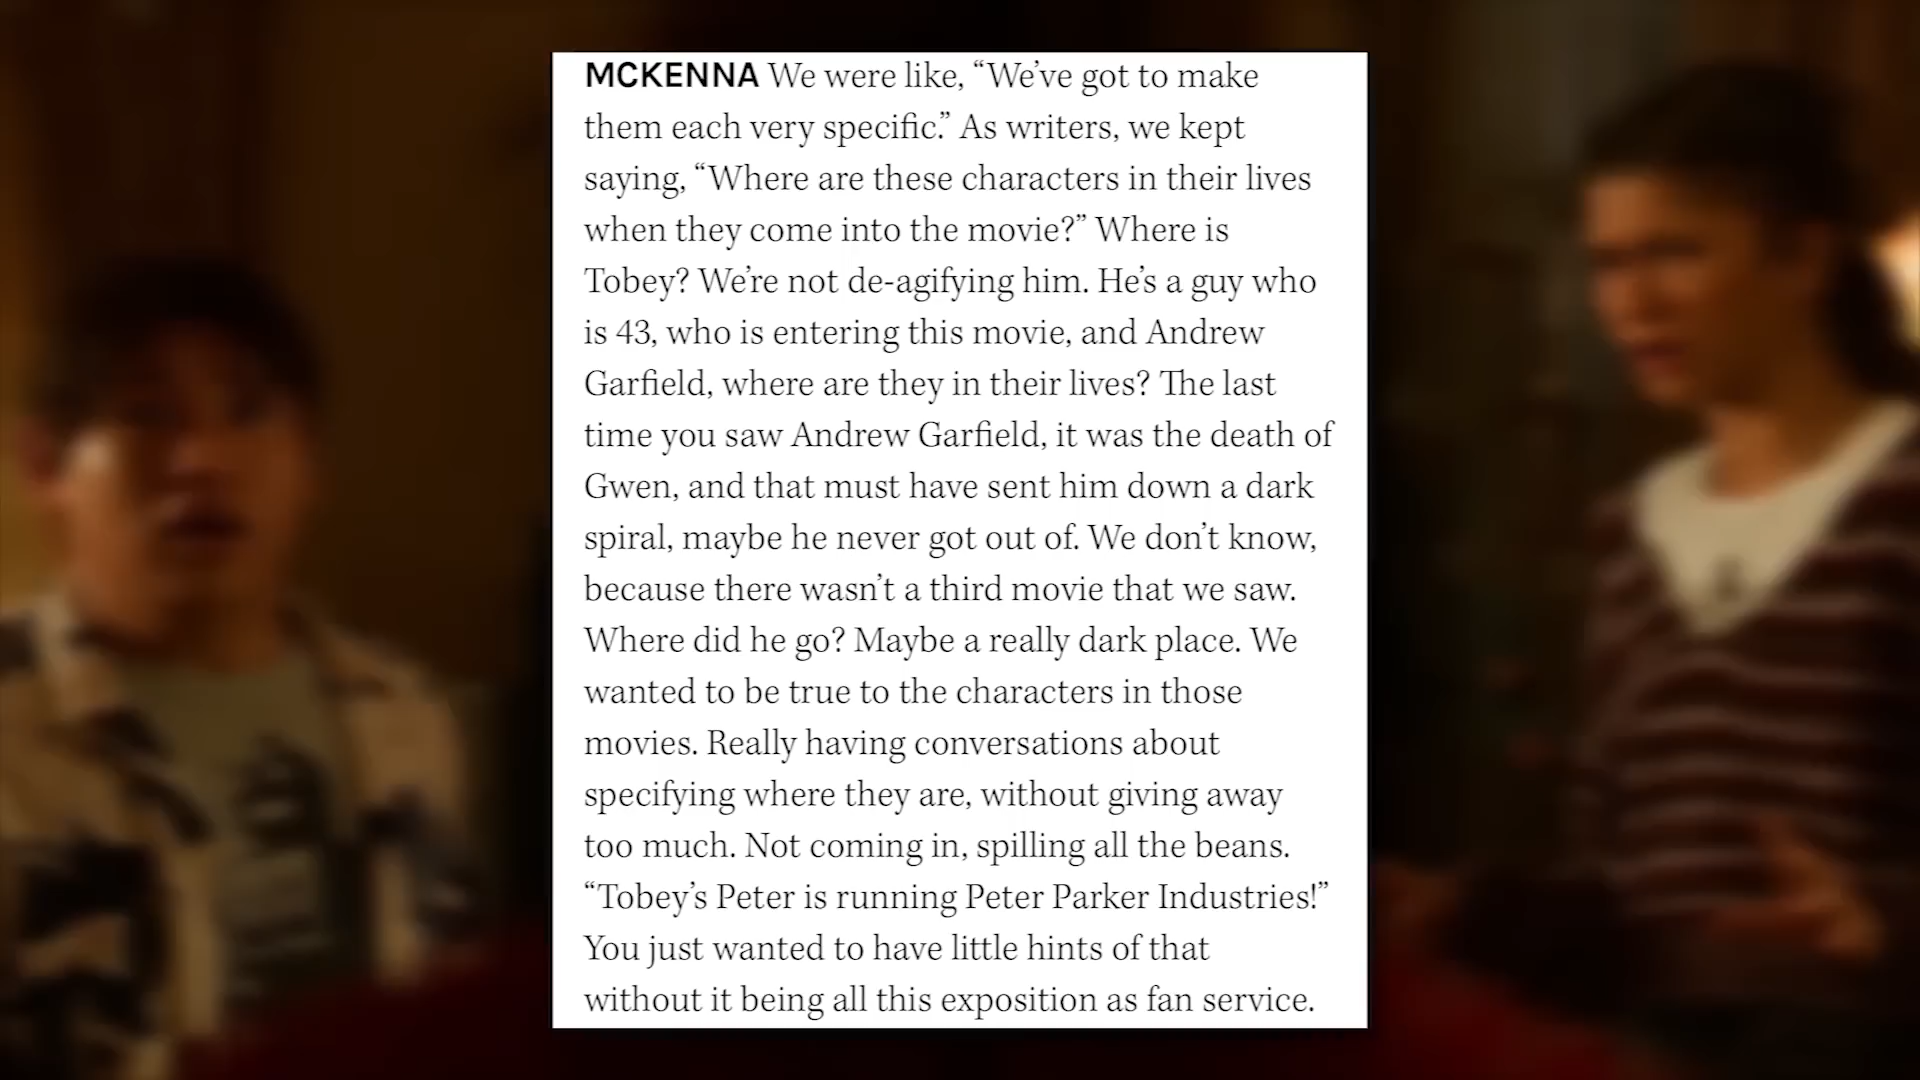 MCKENNA We were like, “We’ve got to make
them each very specific.” As writers, we kept
saying, “Where are these characters in their lives
when they come into the movie?” Where is
Tobey? We’re not de-agifying him. He’s a guy who
is 43, who is entering this movie, and Andrew
Garfield, where are they in their lives? The last
time you saw Andrew Garfield, it was the death of
Gwen, and that must have sent him down a dark
spiral, maybe he never got out of. We don’t know,
because there wasn’t a third movie that we saw.
Where did he go? Maybe a really dark place. We
wanted to be true to the characters in those
movies. Really having conversations about
specifying where they are, without giving away
too much. Not coming in, spilling all the beans.
“Tobey’s Peter is running Peter Parker Industries!”
You just wanted to have little hints of that
without it being all this exposition as fan service.